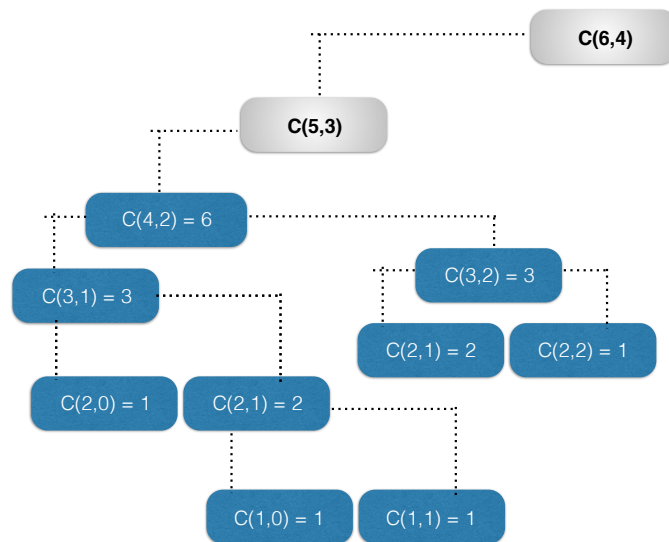 C(6,4)
C(5,3)
C(4,2) = 6
C(3,2) = 3
C(3,1) = 3
C(2,1) = 2
C(2,2) = 1
C(2,0) = 1
C(2,1) = 2
C(1,0) = 1
C(1,1) = 1